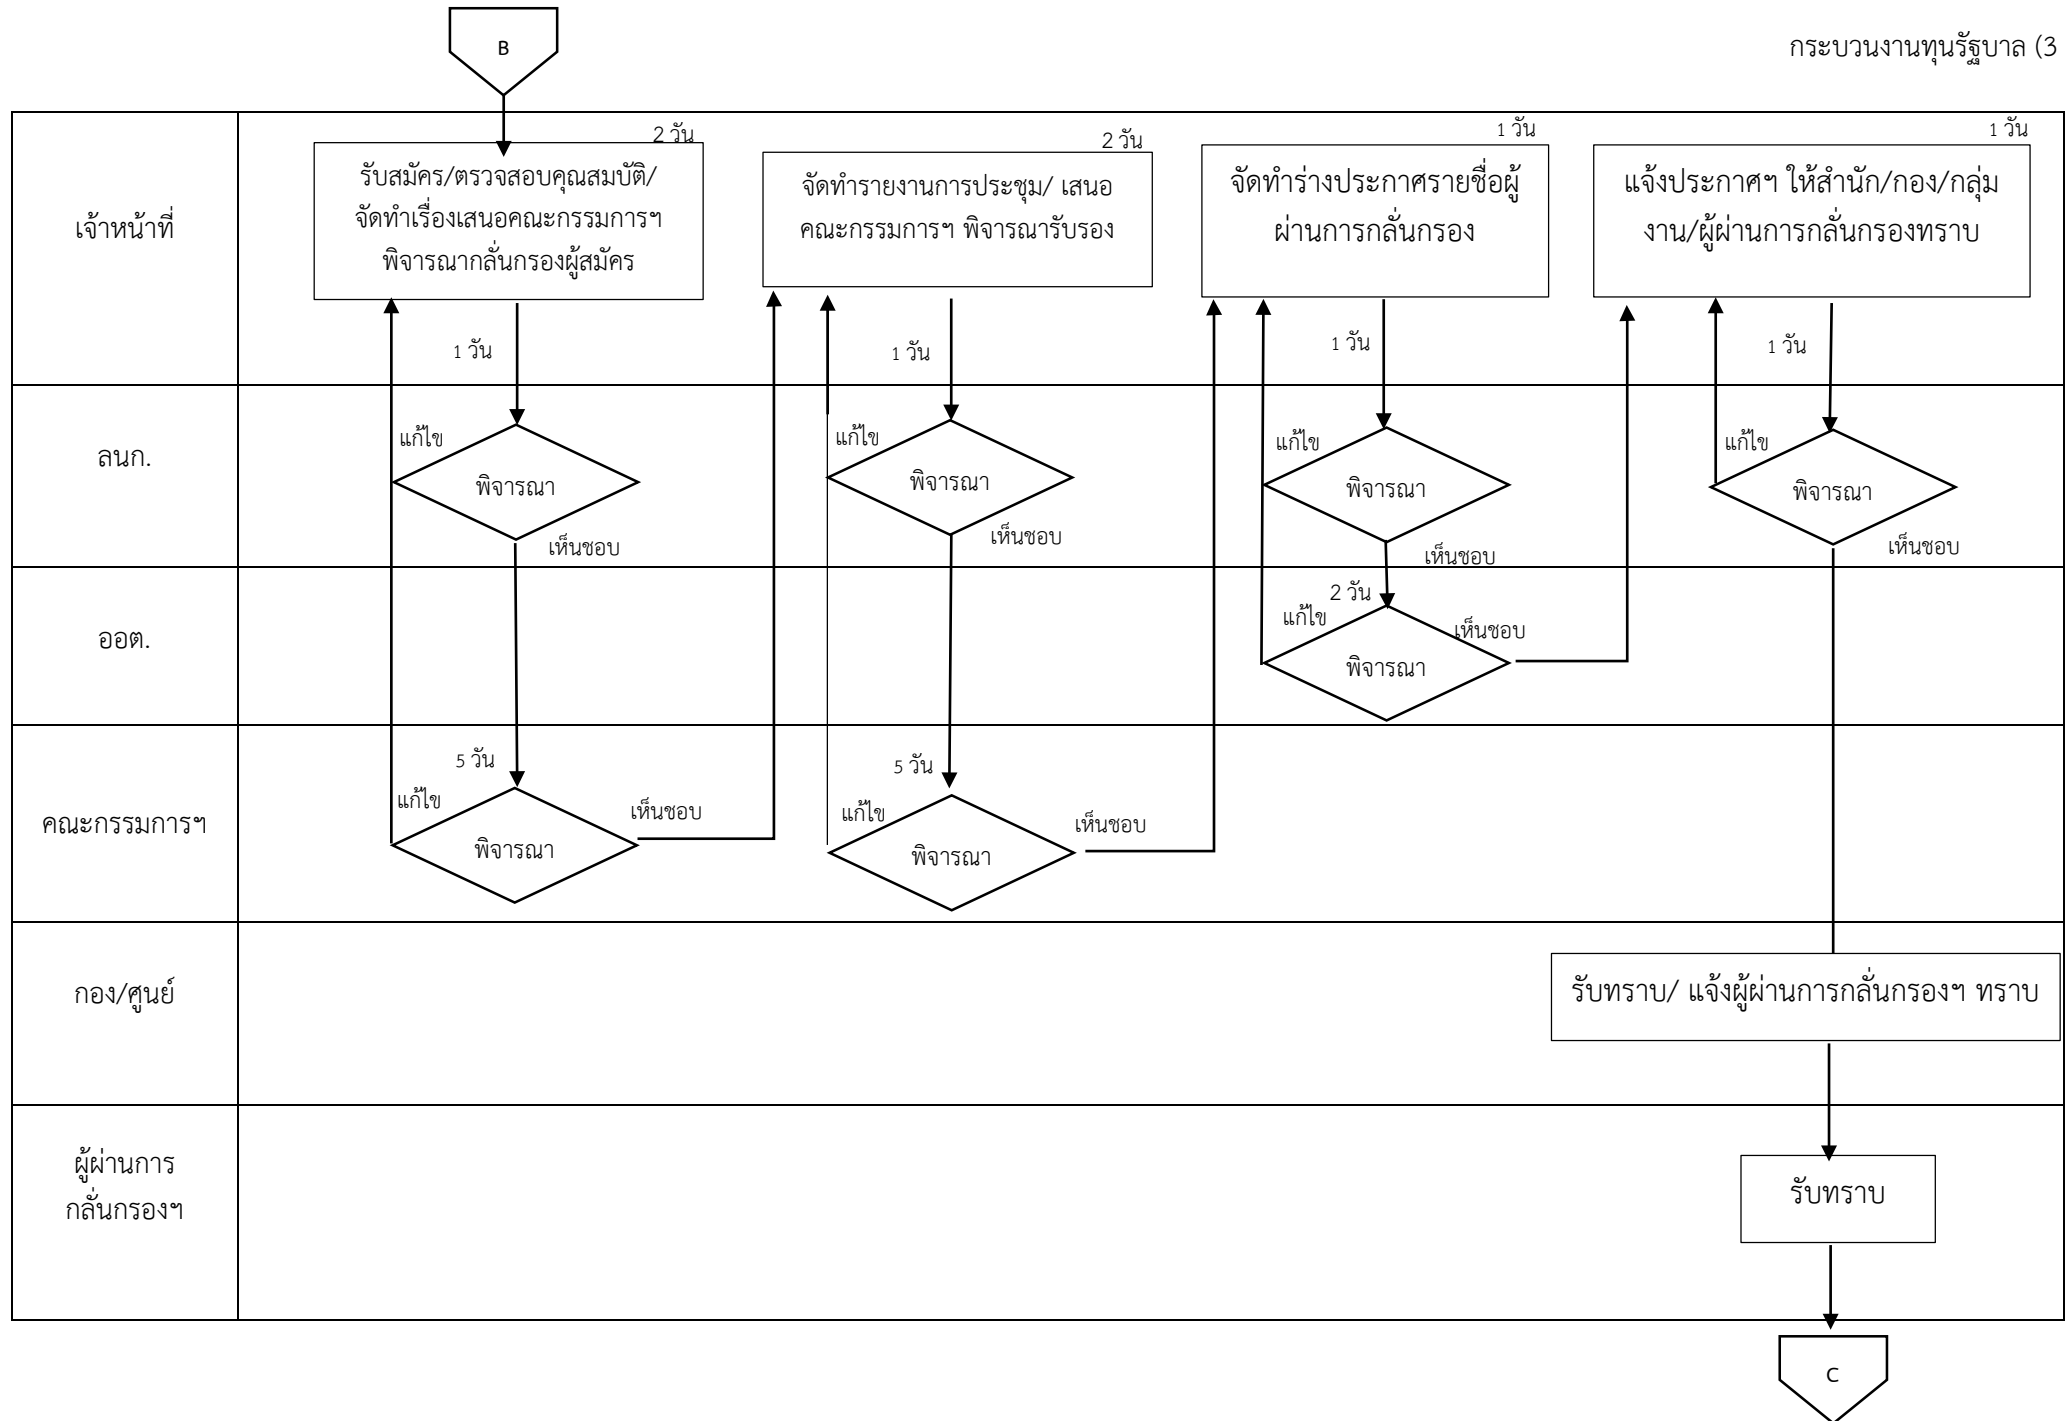 B
กระบวนงานทุนรัฐบาล (3
2 วัน
2 วัน
1 วัน
1 วัน
เจ้าหน้าที่
รับสมัคร/ตรวจสอบคุณสมบัติ/
จัดทำเรื่องเสนอคณะกรรมการฯ
พิจารณากลั่นกรองผู้สมัคร
จัดทำรายงานการประชุม/ เสนอ
คณะกรรมการฯ พิจารณารับรอง
จัดทำร่างประกาศรายชื่อผู้
ผ่านการกลั่นกรอง
แจ้งประกาศฯ ให้สำนัก/กอง/กลุ่ม
งาน/ผู้ผ่านการกลั่นกรองทราบ
1 วัน
1 วัน
1 วัน
1 วัน
ลนก.
แก้ไข
พิจารณา
เห็นชอบ
แก้ไข
พิจารณา
เห็นชอบ
แก้ไข
พิจารณา
เห็นชอบ
แก้ไข
พิจารณา
เห็นชอบ
ออต.
2 วัน
แก้ไข
พิจารณา
เห็นชอบ
คณะกรรมการฯ
5 วัน
แก้ไข
พิจารณา
เห็นชอบ
5 วัน
แก้ไข
พิจารณา
เห็นชอบ
กอง/ศูนย์
รับทราบ/ แจ้งผู้ผ่านการกลั่นกรองฯ ทราบ
ผู้ผ่านการ
กลั่นกรองฯ
รับทราบ
C